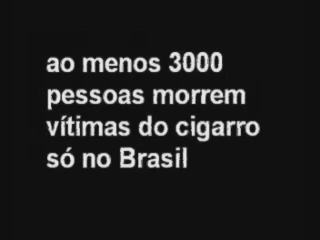 ao menos 3000
pessoas morrem
vítimas do cigarro
só no Brasil